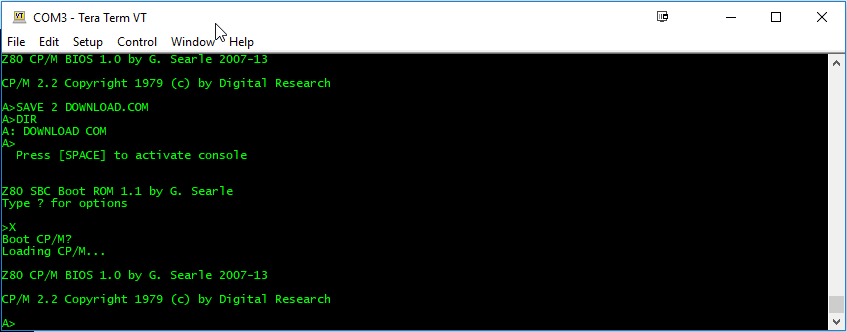 COM3 - Tera Term VT
File Edit Setup Control Window Help
Z80 CP/M BIOS 1.0 by G. Searle 2007-13
CP/M 2.2 Copyright 1979 (c) by Digital Research
A>SAVE 2 DOWNLOAD.COM
A>DIR
A: DOWNLOAD COM
A>
Press [SPACE] to activate console
Z80 SBC Boot ROM 1.1 by G. Searle
Type ? for options
>X
Boot CP/M?
Loading CP/M...
Z80 CP/M BIOS 1.0 by G. Searle 2007-13
CP/M 2.2 Copyright 1979 (c) by Digital Research
A>